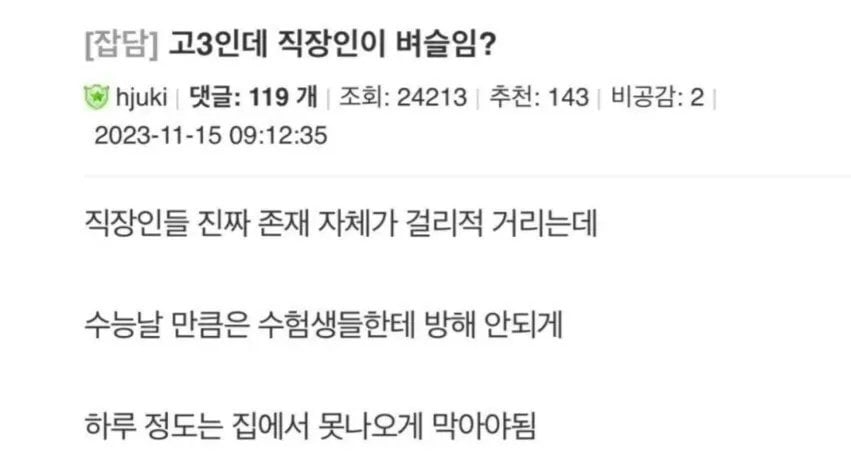 [잡담] 고3인데 직장인이 벼슬임?
hjuki | 댓글: 119 개 | 조회: 24213 | 추천: 143 | 비공감: 2 |
2023-11-15 09:12:35
직장인들 진짜 존재 자체가 걸리적 거리는데
수능날 만큼은 수험생들한테 방해 안되게
하루 정도는 집에서 못나오게 막아야됨